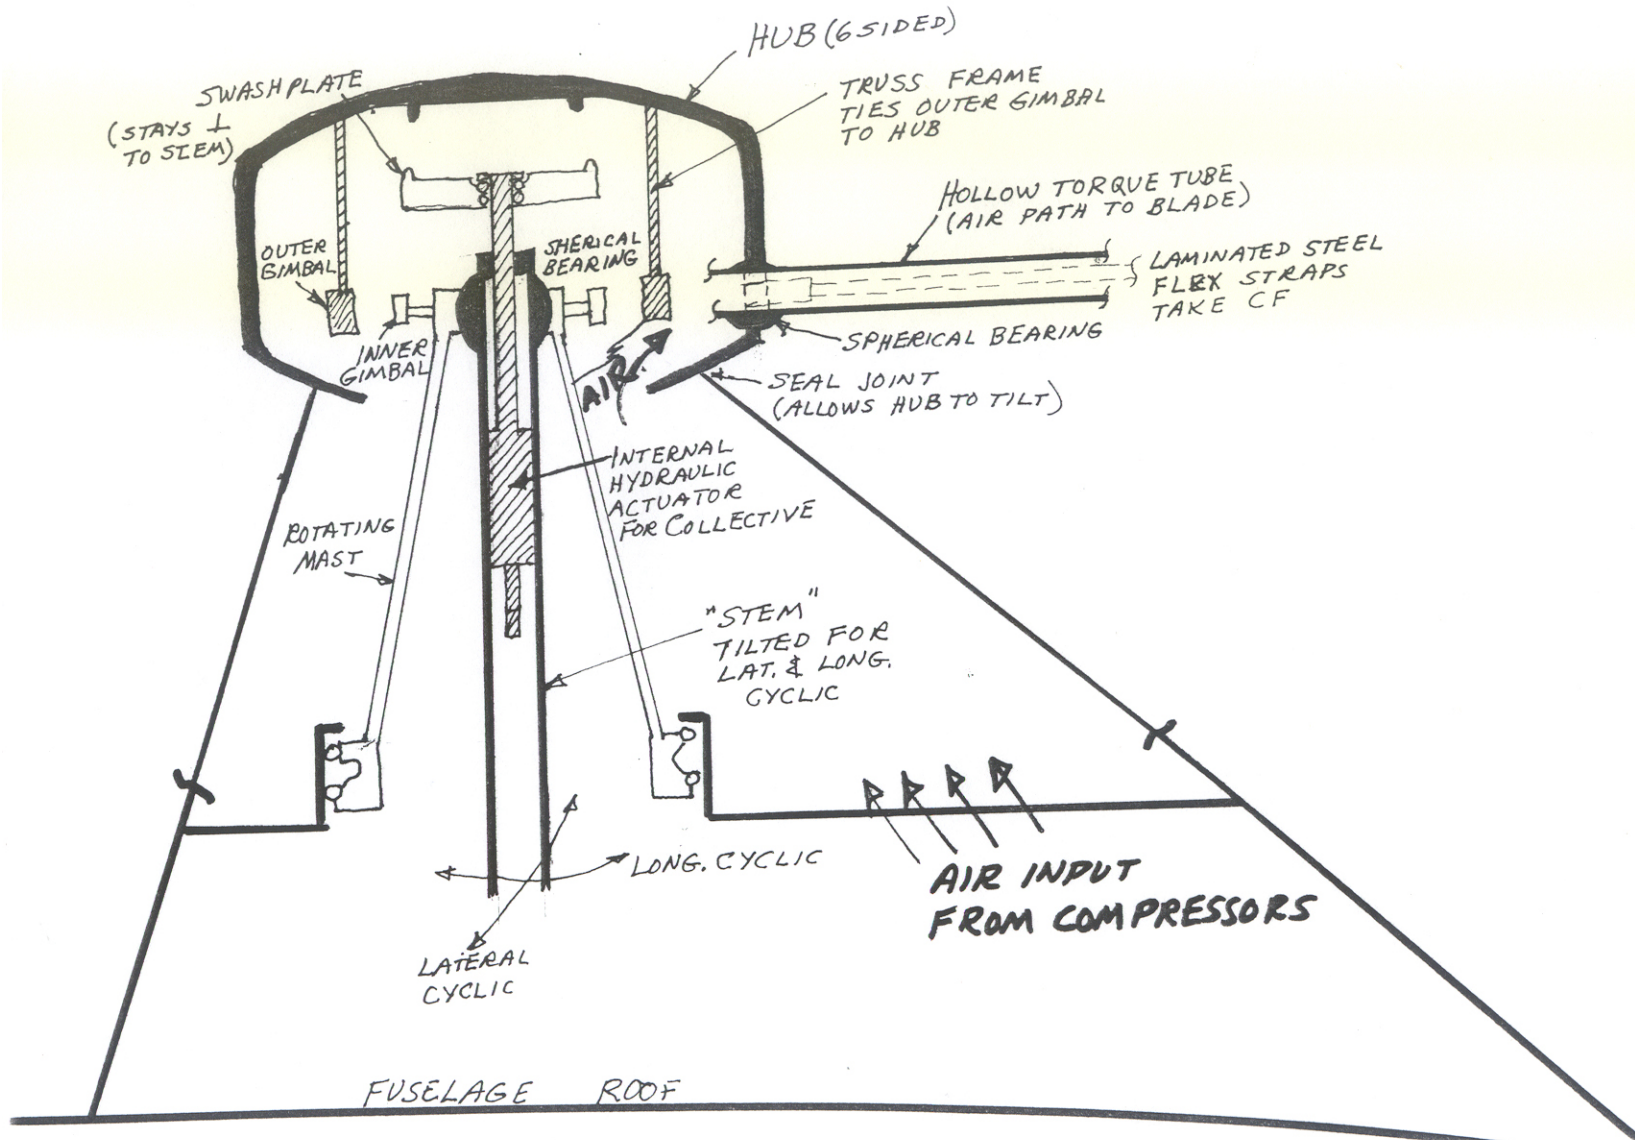 HUB (6 SIDED)
SWASHPLATE
(STAYS ⊥
TO STEM)
TRUSS FRAME
TIES OUTER GIMBAL
TO HUB
HOLLOW TORQUE TUBE
(AIR PATH TO BLADE)
LAMINATED STEEL
FLEX STRAPS
TAKE CF
OUTER
GIMBAL
SHERICAL
BEARING
SPHERICAL BEARING
INNER
GIMBAL
AIR
SEAL JOINT
(ALLOWS HUB TO TILT)
INTERNAL
HYDRAULIC
ACTUATOR
FOR COLLECTIVE
ROTATING
MAST
"STEM"
TILTED FOR
LAT. & LONG.
CYCLIC
LONG. CYCLIC
AIR INPUT
FROM COMPRESSORS
LATERAL
CYCLIC
FUSELAGE ROOF